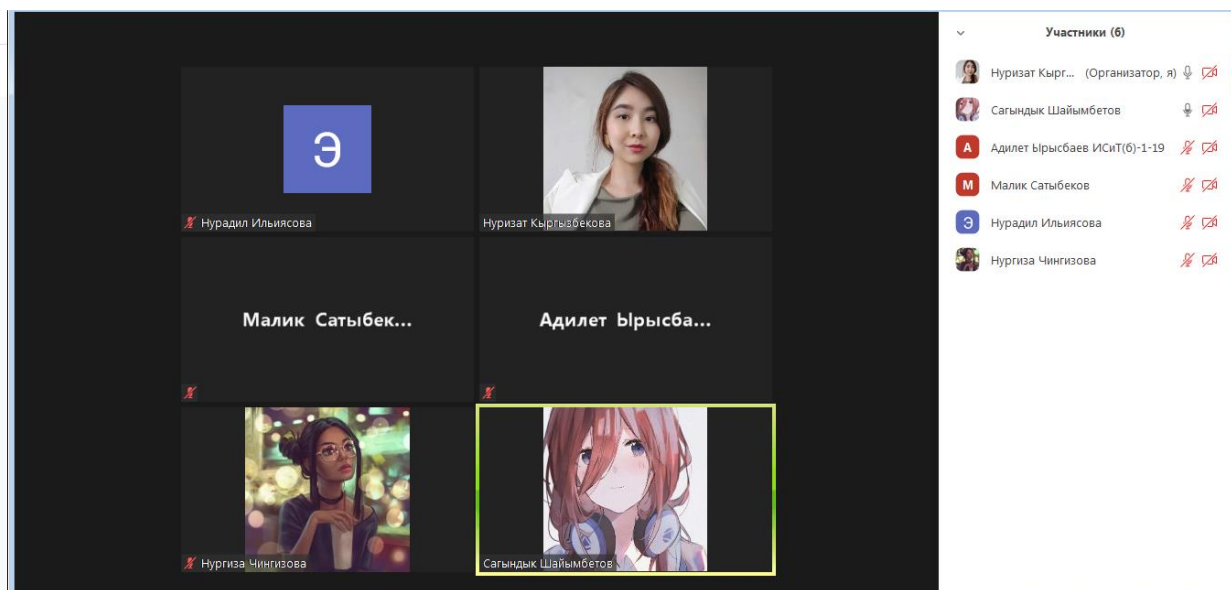 Э
Нурадил Ильиясова
Нуризат Кыргызбекова
Малик Сатыбек...
Адилет Ырысба...
Нургиза Чингизова
Сагындык Шайымбетов
Участники (6)
Нуризат Кырг... (Организатор, я)
Сагындык Шайымбетов
А
Адилет Ырысбаев ИСиТ(б)-1-19
М
Малик Сатыбеков
Э
Нурадил Ильиясова
Нургиза Чингизова